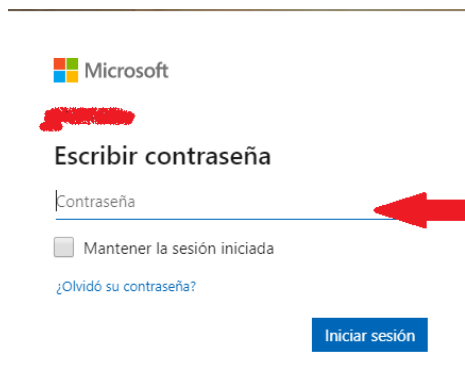 Microsoft
Escribir contraseña
Contraseña
Mantener la sesión iniciada
¿Olvidó su contraseña?
Iniciar sesión